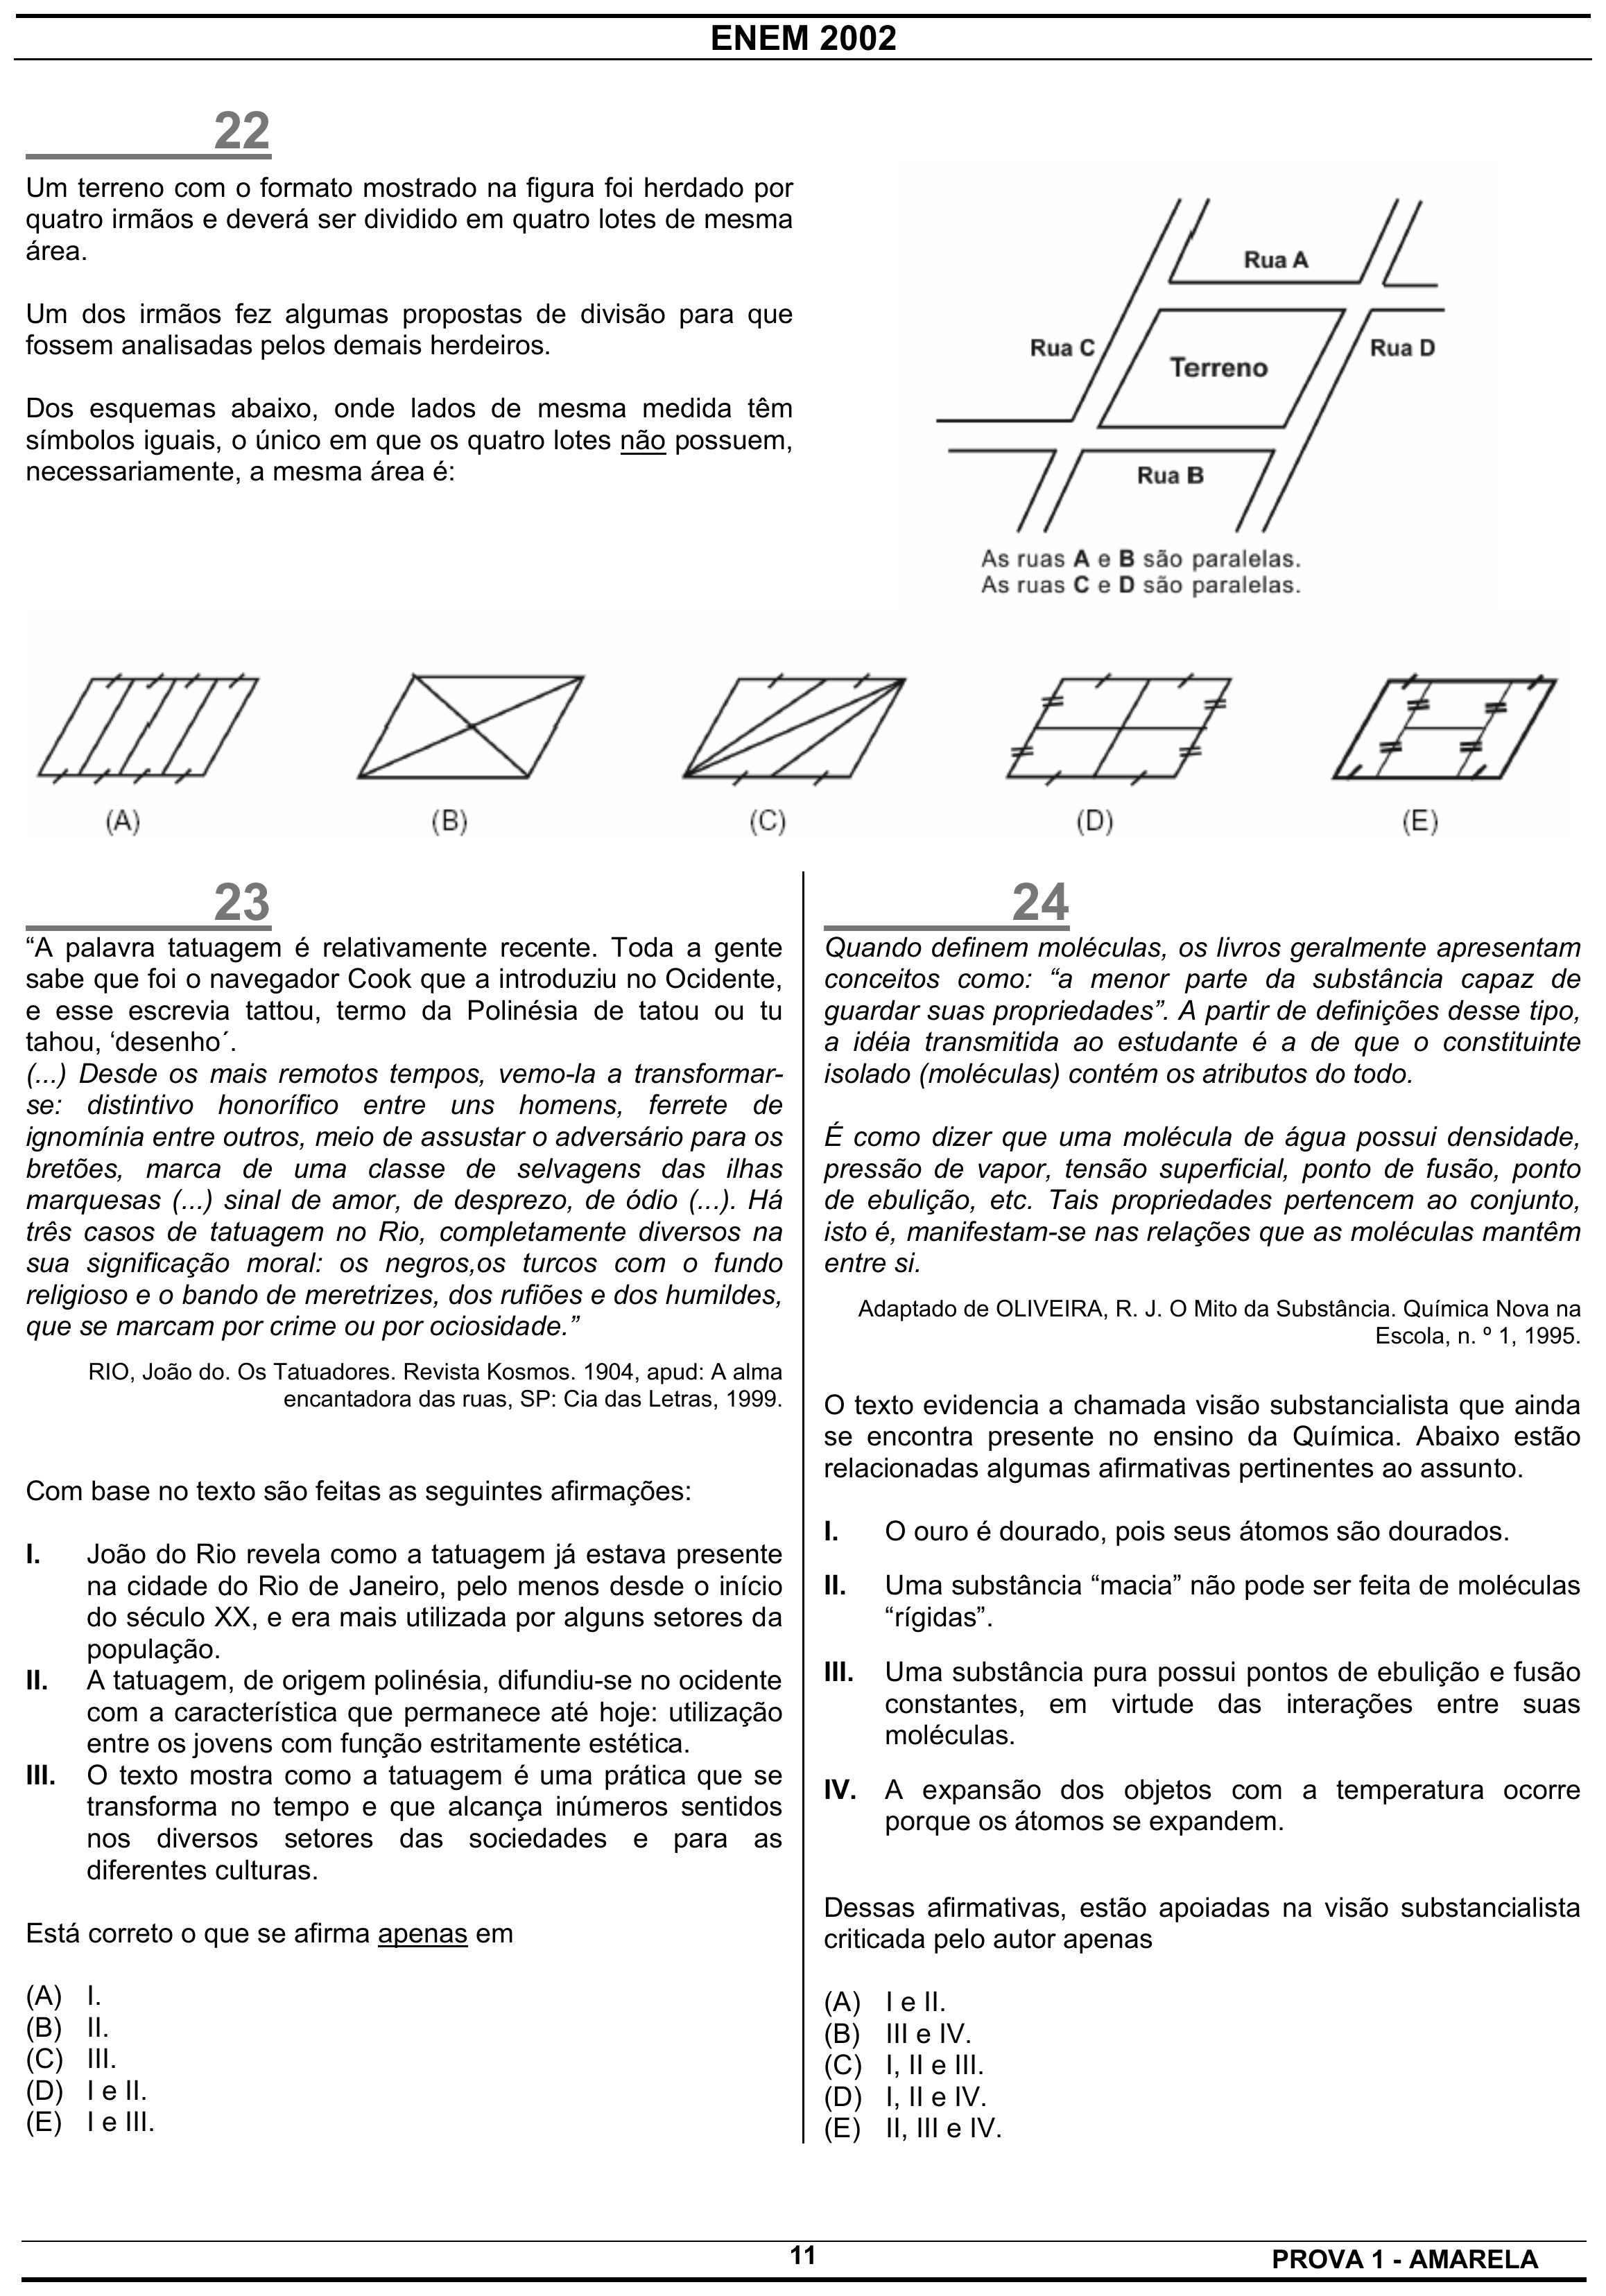 ENEM 2002
22
Um terreno com o formato mostrado na figura foi herdado por
quatro irmãos e deverá ser dividido em quatro lotes de mesma
área.
Um dos irmãos fez algumas propostas de divisão para que
fossem analisadas pelos demais herdeiros.
Dos esquemas abaixo, onde lados de mesma medida têm
símbolos iguais, o único em que os quatro lotes não possuem,
necessariamente, a mesma área é:
Rua A
Rua C
Terreno
Rua D
Rua B
As ruas A e B são paralelas.
As ruas C e D são paralelas.
(A) (B) (C) (D) (E)
23
“A palavra tatuagem é relativamente recente. Toda a gente
sabe que foi o navegador Cook que a introduziu no Ocidente,
e esse escrevia tattou, termo da Polinésia de tatou ou tu
tahou, ‘desenho´.
(...) Desde os mais remotos tempos, vemo-la a transformar-
se: distintivo honorífico entre uns homens, ferrete de
ignomínia entre outros, meio de assustar o adversário para os
bretões, marca de uma classe de selvagens das ilhas
marquesas (...) sinal de amor, de desprezo, de ódio (...). Há
três casos de tatuagem no Rio, completamente diversos na
sua significação moral: os negros,os turcos com o fundo
religioso e o bando de meretrizes, dos rufiões e dos humildes,
que se marcam por crime ou por ociosidade.”
RIO, João do. Os Tatuadores. Revista Kosmos. 1904, apud: A alma
encantadora das ruas, SP: Cia das Letras, 1999.
Com base no texto são feitas as seguintes afirmações:
I. João do Rio revela como a tatuagem já estava presente
na cidade do Rio de Janeiro, pelo menos desde o início
do século XX, e era mais utilizada por alguns setores da
população.
II. A tatuagem, de origem polinésia, difundiu-se no ocidente
com a característica que permanece até hoje: utilização
entre os jovens com função estritamente estética.
III. O texto mostra como a tatuagem é uma prática que se
transforma no tempo e que alcança inúmeros sentidos
nos diversos setores das sociedades e para as
diferentes culturas.
Está correto o que se afirma apenas em
(A) I.
(B) II.
(C) III.
(D) I e II.
(E) I e III.
24
Quando definem moléculas, os livros geralmente apresentam
conceitos como: “a menor parte da substância capaz de
guardar suas propriedades”. A partir de definições desse tipo,
a idéia transmitida ao estudante é a de que o constituinte
isolado (moléculas) contém os atributos do todo.
É como dizer que uma molécula de água possui densidade,
pressão de vapor, tensão superficial, ponto de fusão, ponto
de ebulição, etc. Tais propriedades pertencem ao conjunto,
isto é, manifestam-se nas relações que as moléculas mantêm
entre si.
Adaptado de OLIVEIRA, R. J. O Mito da Substância. Química Nova na
Escola, n. º 1, 1995.
O texto evidencia a chamada visão substancialista que ainda
se encontra presente no ensino da Química. Abaixo estão
relacionadas algumas afirmativas pertinentes ao assunto.
I. O ouro é dourado, pois seus átomos são dourados.
II. Uma substância “macia” não pode ser feita de moléculas
“rígidas”.
III. Uma substância pura possui pontos de ebulição e fusão
constantes, em virtude das interações entre suas
moléculas.
IV. A expansão dos objetos com a temperatura ocorre
porque os átomos se expandem.
Dessas afirmativas, estão apoiadas na visão substancialista
criticada pelo autor apenas
(A) I e II.
(B) III e IV.
(C) I, II e III.
(D) I, II e IV.
(E) II, III e IV.
11
PROVA 1 - AMARELA